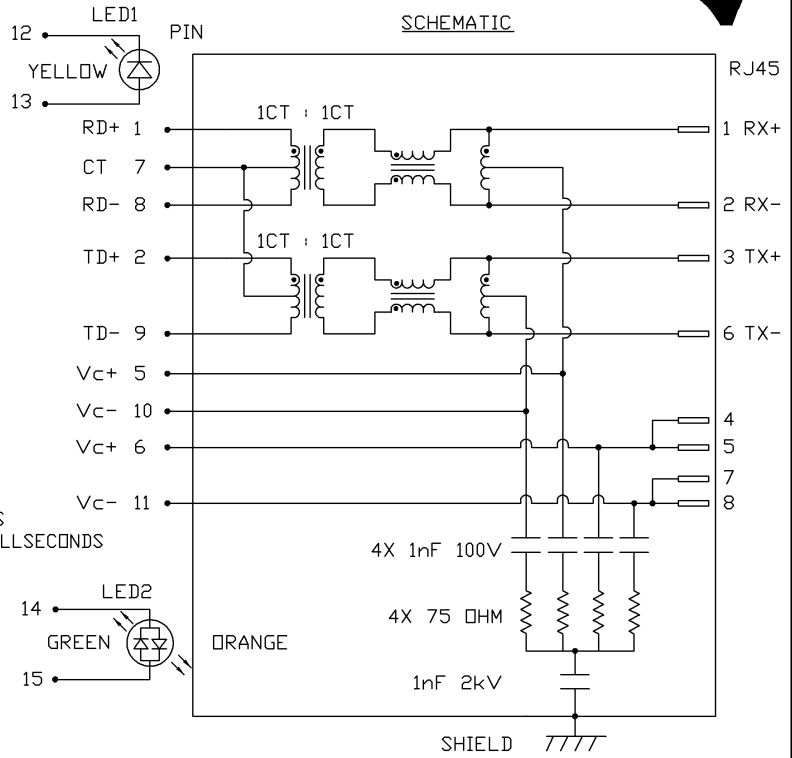 LED1
SCHEMATIC
12
PIN
YELLOW
RJ45
13
1CT : 1CT
RD+ 1
1 RX+
CT 7
RD- 8
2 RX-
1CT : 1CT
TD+ 2
3 TX+
TD- 9
6 TX-
Vc+ 5
Vc- 10
4
Vc+ 6
5
7
Vc- 11
8
S
LLSECONDS
4X 1nF 100V
LED2
14
4X 75 OHM
GREEN
ORANGE
15
1nF 2kV
SHIELD